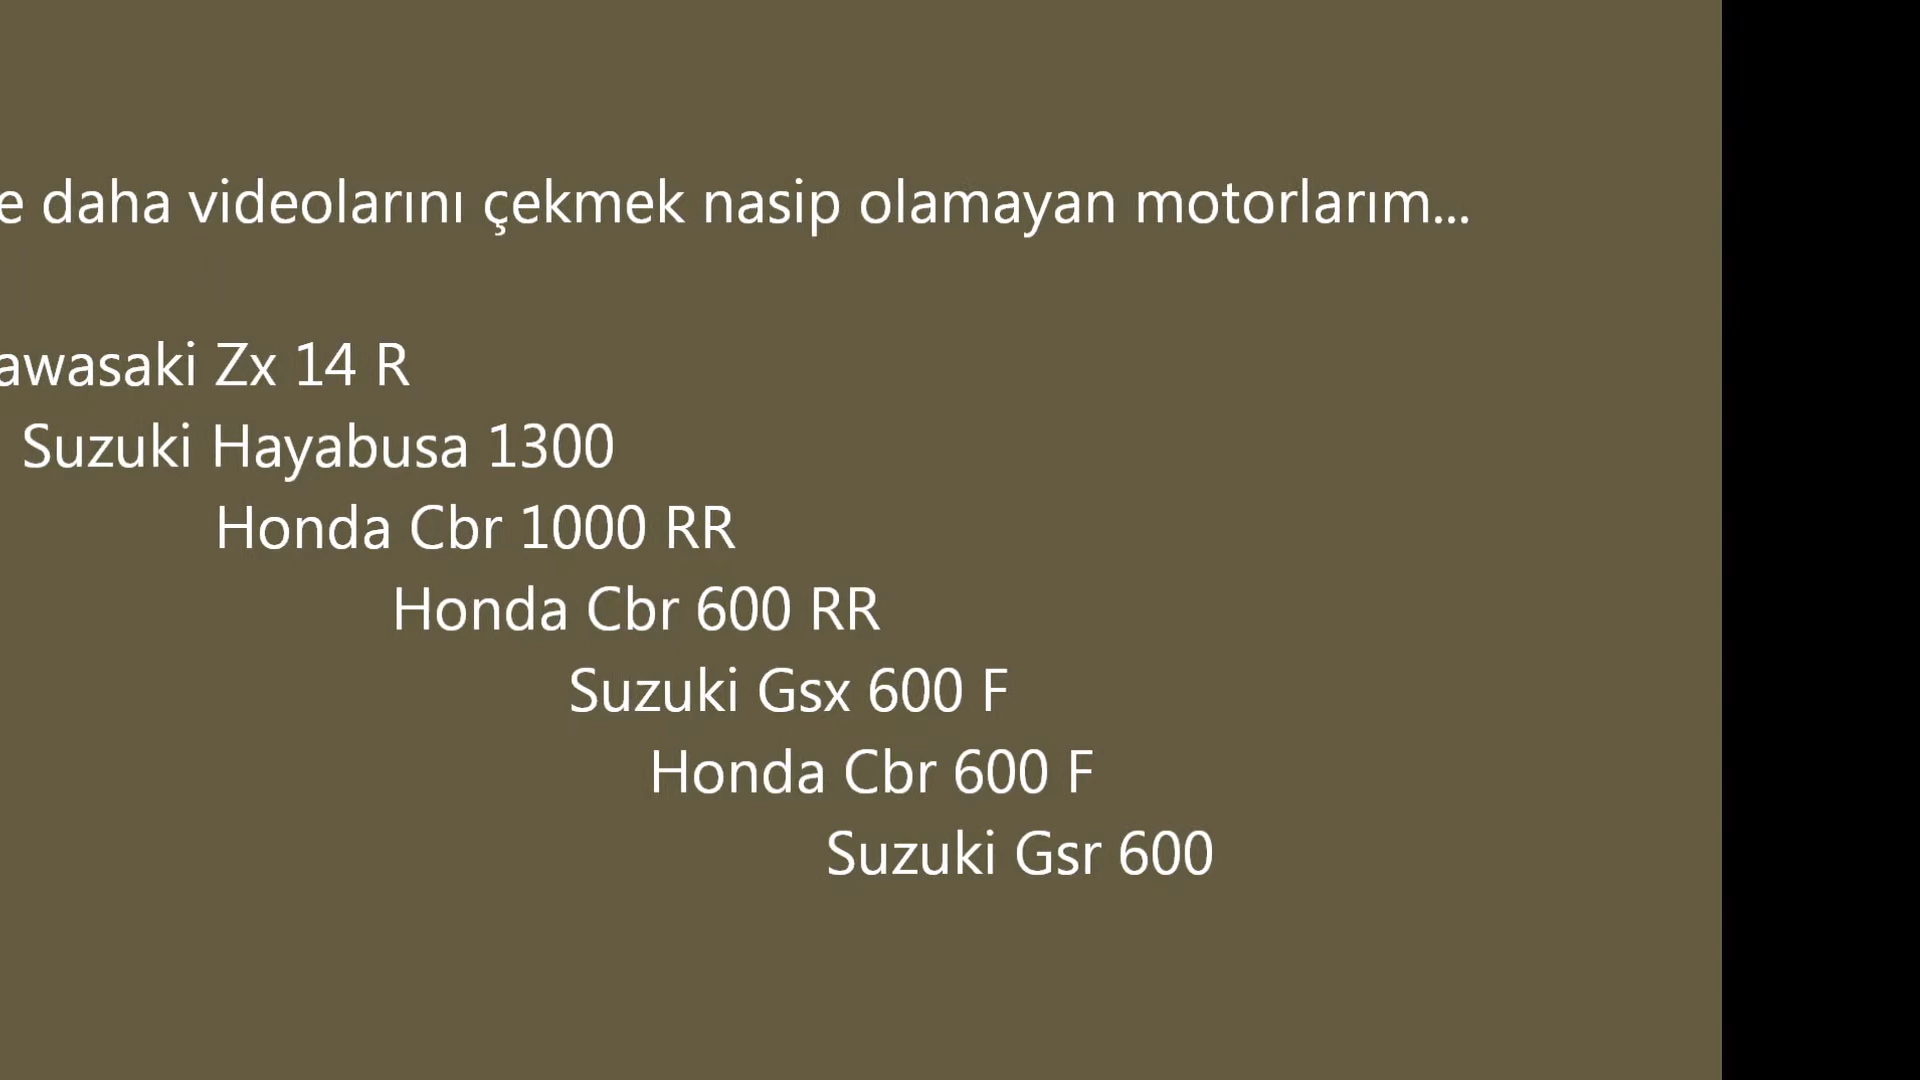 e daha videolarını çekmek nasip olamayan motorlarım...
awasaki Zx 14 R
Suzuki Hayabusa 1300
Honda Cbr 1000 RR
Honda Cbr 600 RR
Suzuki Gsx 600 F
Honda Cbr 600 F
Suzuki Gsr 600